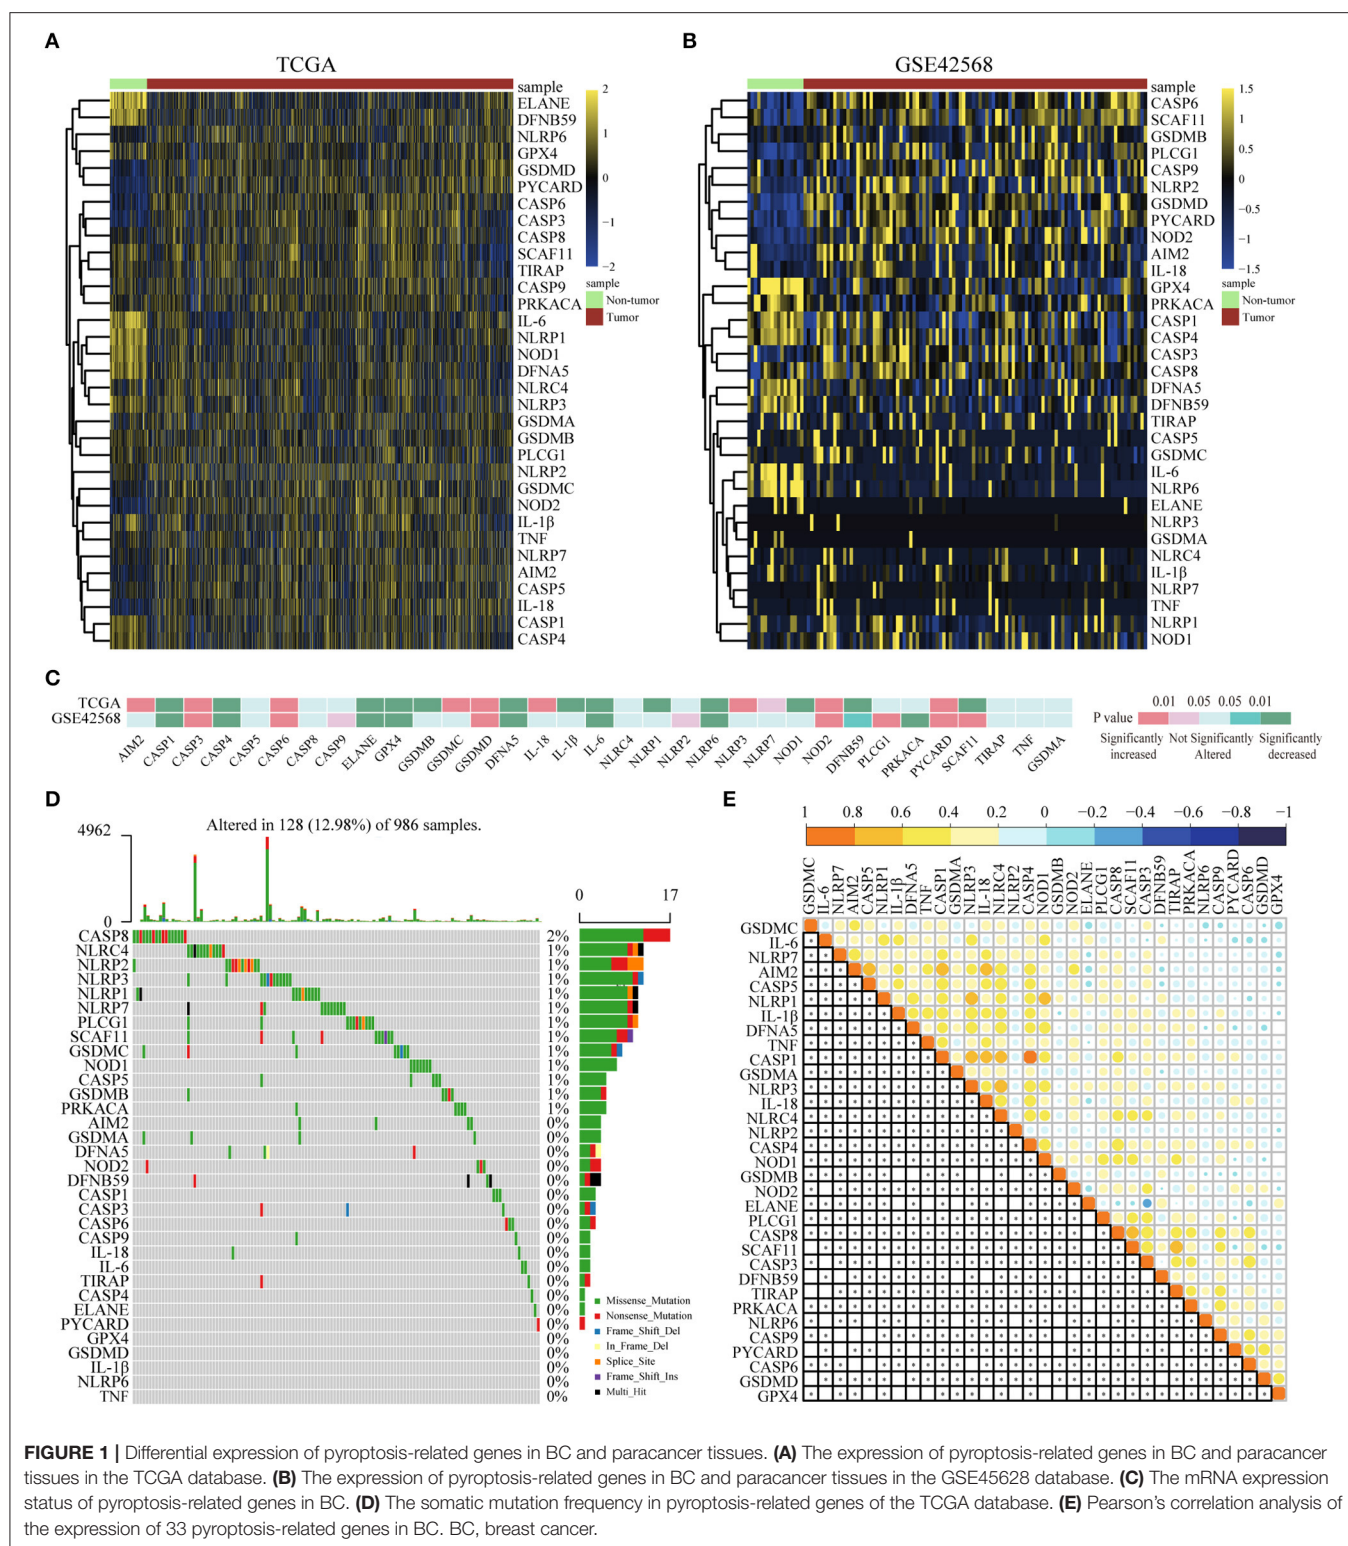 A
TCGA
sample
ELANE
DFNB59
NLRP6
GPX4
GSDMD
PYCARD
CASP6
CASP3
CASP8
SCAF11
TIRAP
CASP9
PRKACA
IL-6
NLRP1
NOD1
DFNA5
NLRC4
NLRP3
GSDMA
GSDMB
PLCG1
NLRP2
GSDMC
NOD2
IL-1β
TNF
NLRP7
AIM2
CASP5
IL-18
CASP1
CASP4
2
1
0
−1
−2
sample
Non-tumor
Tumor
B
GSE42568
sample
CASP6
SCAF11
GSDMB
PLCG1
CASP9
NLRP2
GSDMD
PYCARD
NOD2
AIM2
IL-18
GPX4
PRKACA
CASP1
CASP4
CASP3
CASP8
DFNA5
DFNB59
TIRAP
CASP5
GSDMC
IL-6
NLRP6
ELANE
NLRP3
GSDMA
NLRC4
IL-1β
NLRP7
TNF
NLRP1
NOD1
1.5
1
0.5
0
−0.5
−1
−1.5
sample
Non-tumor
Tumor
C
TCGA
GSE42568
AIM2 CASP1 CASP3 CASP4 CASP5 CASP6 CASP8 CASP9 ELANE GPX4 GSDMB GSDMC GSDMD DFNA5 IL-18 IL-1β IL-6 NLRC4 NLRP1 NLRP2 NLRP6 NLRP3 NLRP7 NOD1 NOD2 DFNB59 PLCG1 PRKACA PYCARD SCAF11 TIRAP TNF GSDMA
0.01 0.05 0.05 0.01
P value
Significantly increased
Not Significantly Altered
Significantly decreased
D
Altered in 128 (12.98%) of 986 samples.
4962
0
0 17
CASP8 2%
NLRC4 1%
NLRP2 1%
NLRP3 1%
NLRP1 1%
NLRP7 1%
PLCG1 1%
SCAF11 1%
GSDMC 1%
NOD1 1%
CASP5 1%
GSDMB 1%
PRKACA 1%
AIM2 0%
GSDMA 0%
DFNA5 0%
NOD2 0%
DFNB59 0%
CASP1 0%
CASP3 0%
CASP6 0%
CASP9 0%
IL-18 0%
IL-6 0%
TIRAP 0%
CASP4 0%
ELANE 0%
PYCARD 0%
GPX4 0%
GSDMD 0%
IL-1β 0%
NLRP6 0%
TNF 0%
Missense_Mutation
Nonsense_Mutation
Frame_Shift_Del
In_Frame_Del
Splice_Site
Frame_Shift_Ins
Multi_Hit
E
1 0.8 0.6 0.4 0.2 0 −0.2 −0.4 −0.6 −0.8 −1
GSDMC IL-6 NLRP7 AIM2 CASP5 NLRP1 IL-1β DFNA5 TNF CASP1 GSDMA NLRP3 IL-18 NLRC4 NLRP2 CASP4 NOD1 GSDMB NOD2 ELANE PLCG1 CASP8 SCAF11 CASP3 DFNB59 TIRAP PRKACA NLRP6 CASP9 PYCARD CASP6 GSDMD GPX4
GSDMC
IL-6
NLRP7
AIM2
CASP5
NLRP1
IL-1β
DFNA5
TNF
CASP1
GSDMA
NLRP3
IL-18
NLRC4
NLRP2
CASP4
NOD1
GSDMB
NOD2
ELANE
PLCG1
CASP8
SCAF11
CASP3
DFNB59
TIRAP
PRKACA
NLRP6
CASP9
PYCARD
CASP6
GSDMD
GPX4
FIGURE 1 | Differential expression of pyroptosis-related genes in BC and paracancer tissues. (A) The expression of pyroptosis-related genes in BC and paracancer
tissues in the TCGA database. (B) The expression of pyroptosis-related genes in BC and paracancer tissues in the GSE45628 database. (C) The mRNA expression
status of pyroptosis-related genes in BC. (D) The somatic mutation frequency in pyroptosis-related genes of the TCGA database. (E) Pearson's correlation analysis of
the expression of 33 pyroptosis-related genes in BC. BC, breast cancer.